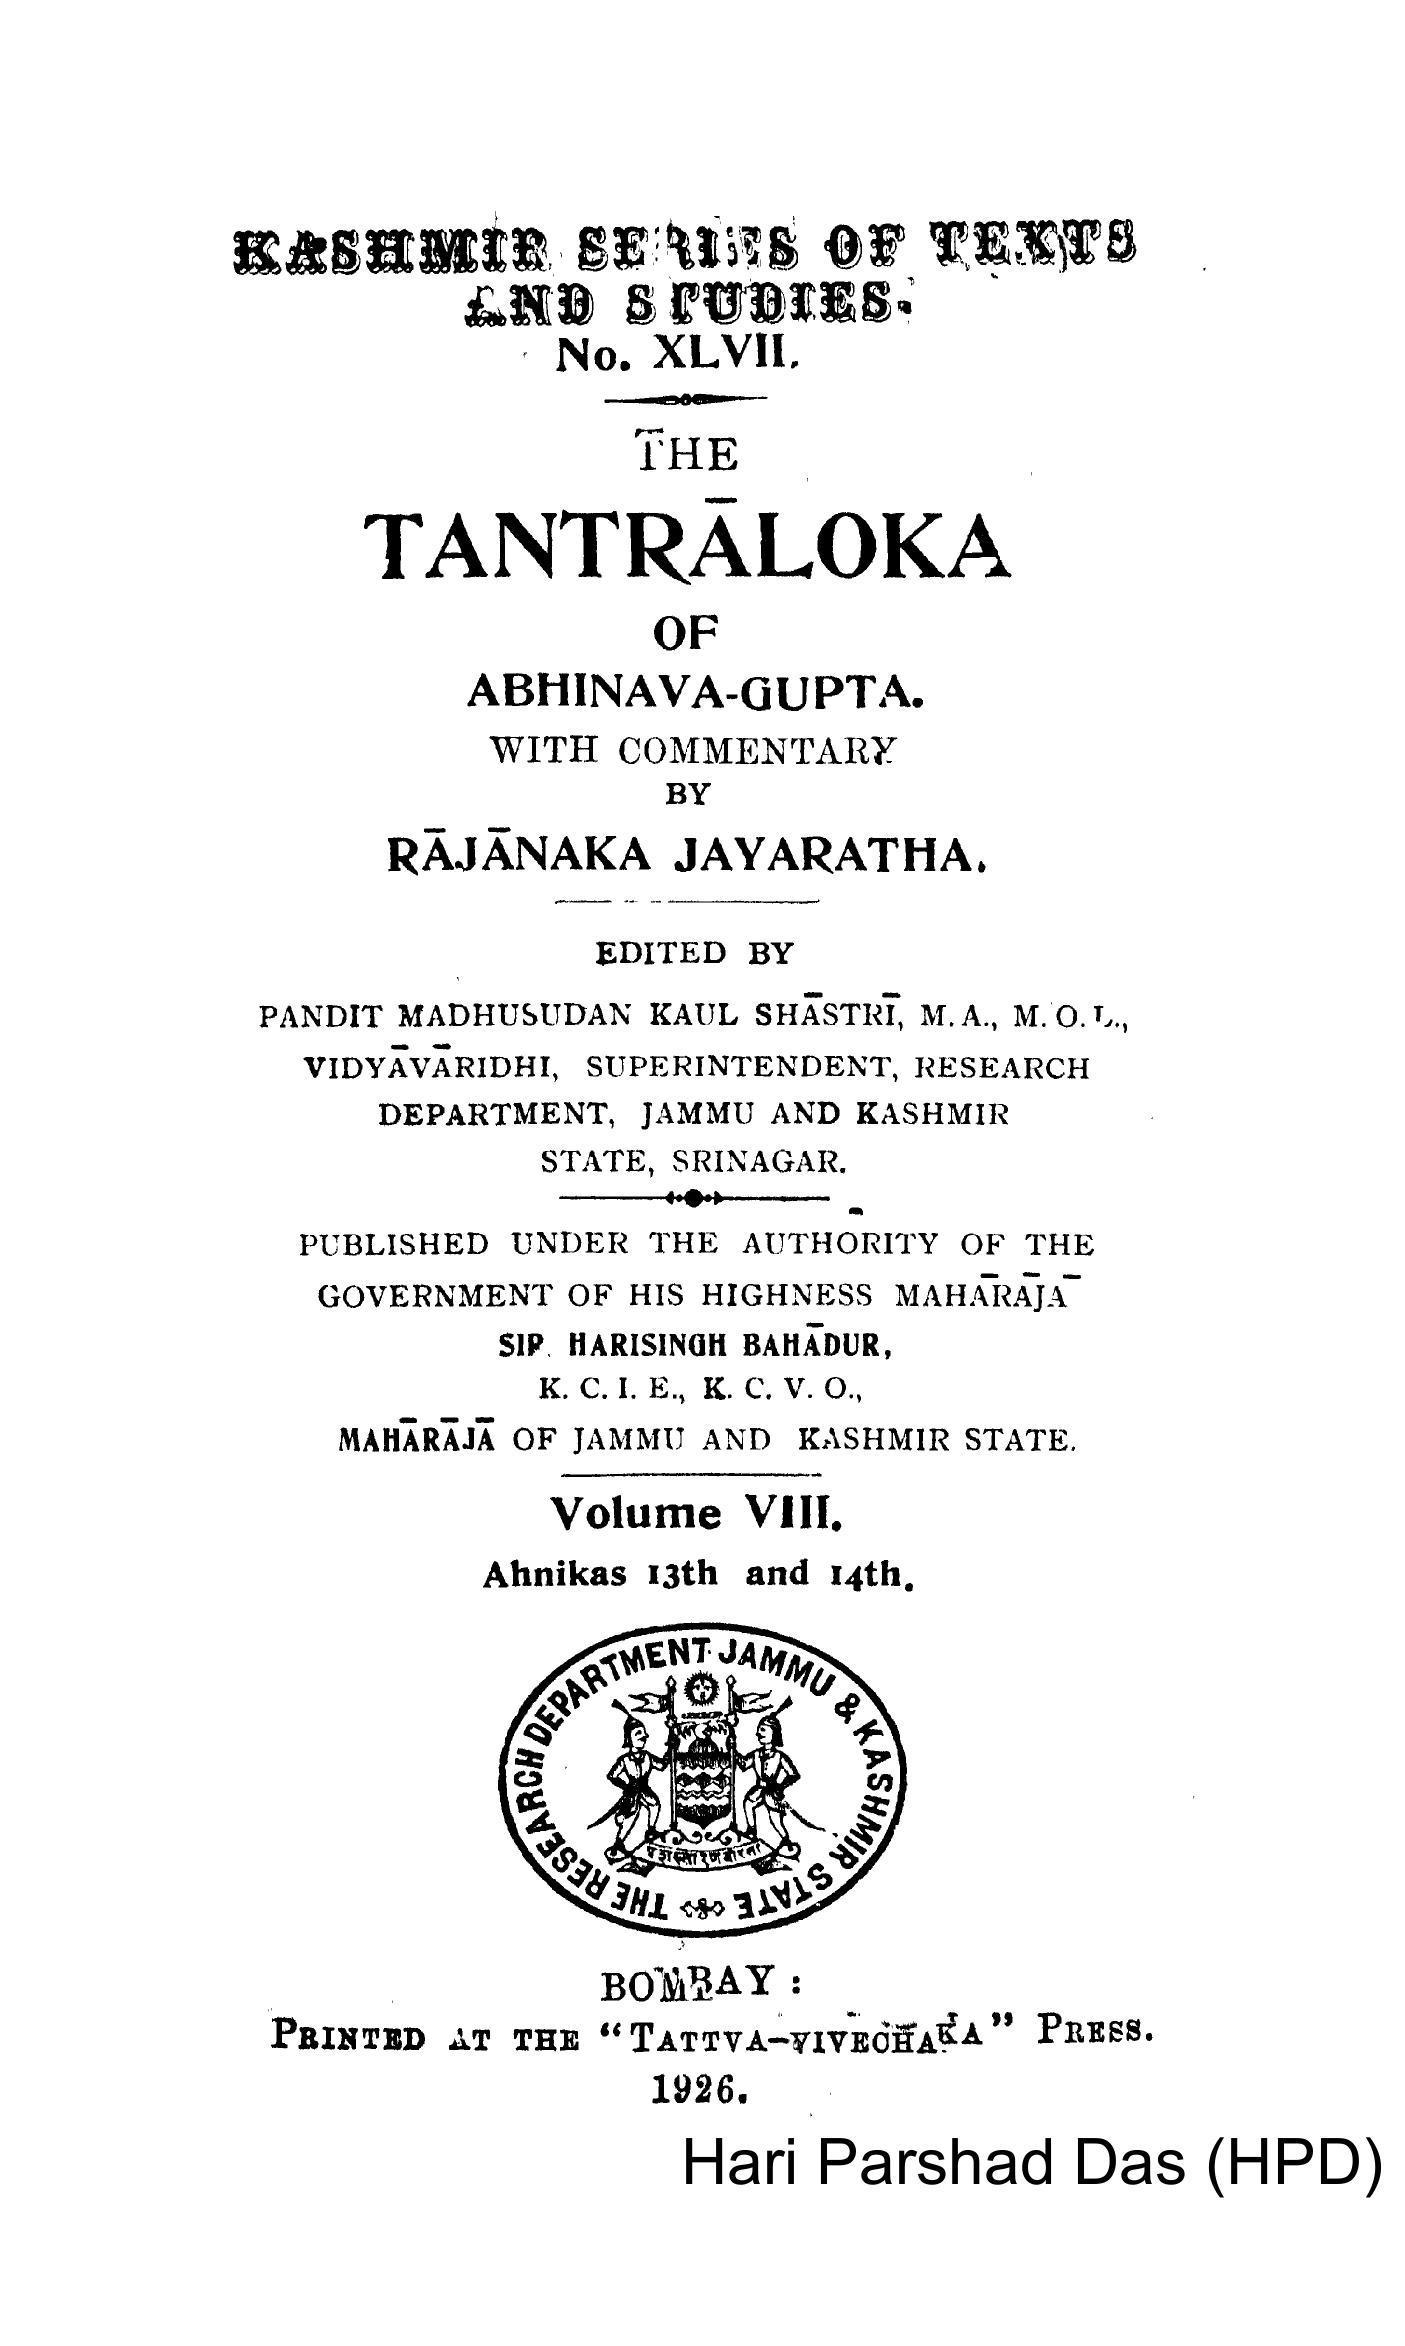 KASHMIR SERIES OF TEXTS
AND STUDIES.
No. XLVII.
THE
TANTRĀLOKA
OF
ABHINAVA-GUPTA.
WITH COMMENTARY
BY
RĀJĀNAKA JAYARATHA.
EDITED BY
PANDIT MADHUSUDAN KAUL SHĀSTRĪ, M. A., M. O. L.,
VIDYĀVĀRIDHI, SUPERINTENDENT, RESEARCH
DEPARTMENT, JAMMU AND KASHMIR
STATE, SRINAGAR.
PUBLISHED UNDER THE AUTHORITY OF THE
GOVERNMENT OF HIS HIGHNESS MAHĀRĀJĀ
SIR HARISINGH BAHĀDUR,
K. C. I. E., K. C. V. O.,
MAHĀRĀJĀ OF JAMMU AND KASHMIR STATE.
Volume VIII.
Ahnikas 13th and 14th.
THE RESEARCH DEPARTMENT JAMMU & KASHMIR STATE
BOMBAY:
PRINTED AT THE “TATTVA-VIVECHAKA” PRESS.
1926.
Hari Parshad Das (HPD)